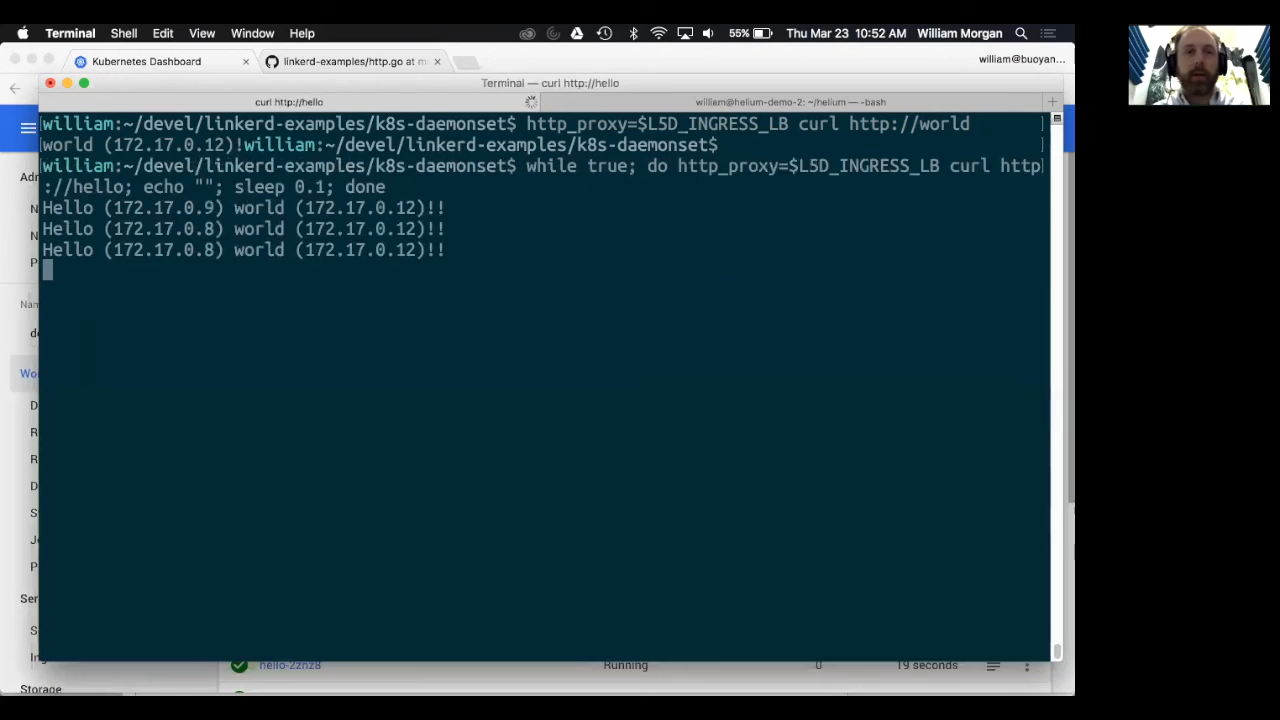 Terminal Shell Edit View Window Help 55% Thu Mar 23 10:52 AM William Morgan
Kubernetes Dashboard × linkerd-examples/http.go at m × william@buoyan...
Terminal — curl http://hello
curl http://hello william@helium-demo-2: ~/helium — -bash +
william:~/devel/linkerd-examples/k8s-daemonset$ http_proxy=$L5D_INGRESS_LB curl http://world
world (172.17.0.12)!william:~/devel/linkerd-examples/k8s-daemonset$
william:~/devel/linkerd-examples/k8s-daemonset$ while true; do http_proxy=$L5D_INGRESS_LB curl http
://hello; echo ""; sleep 0.1; done
Hello (172.17.0.9) world (172.17.0.12)!!
Hello (172.17.0.8) world (172.17.0.12)!!
Hello (172.17.0.8) world (172.17.0.12)!!
hello-2znz8 Running 0 19 seconds
Storage